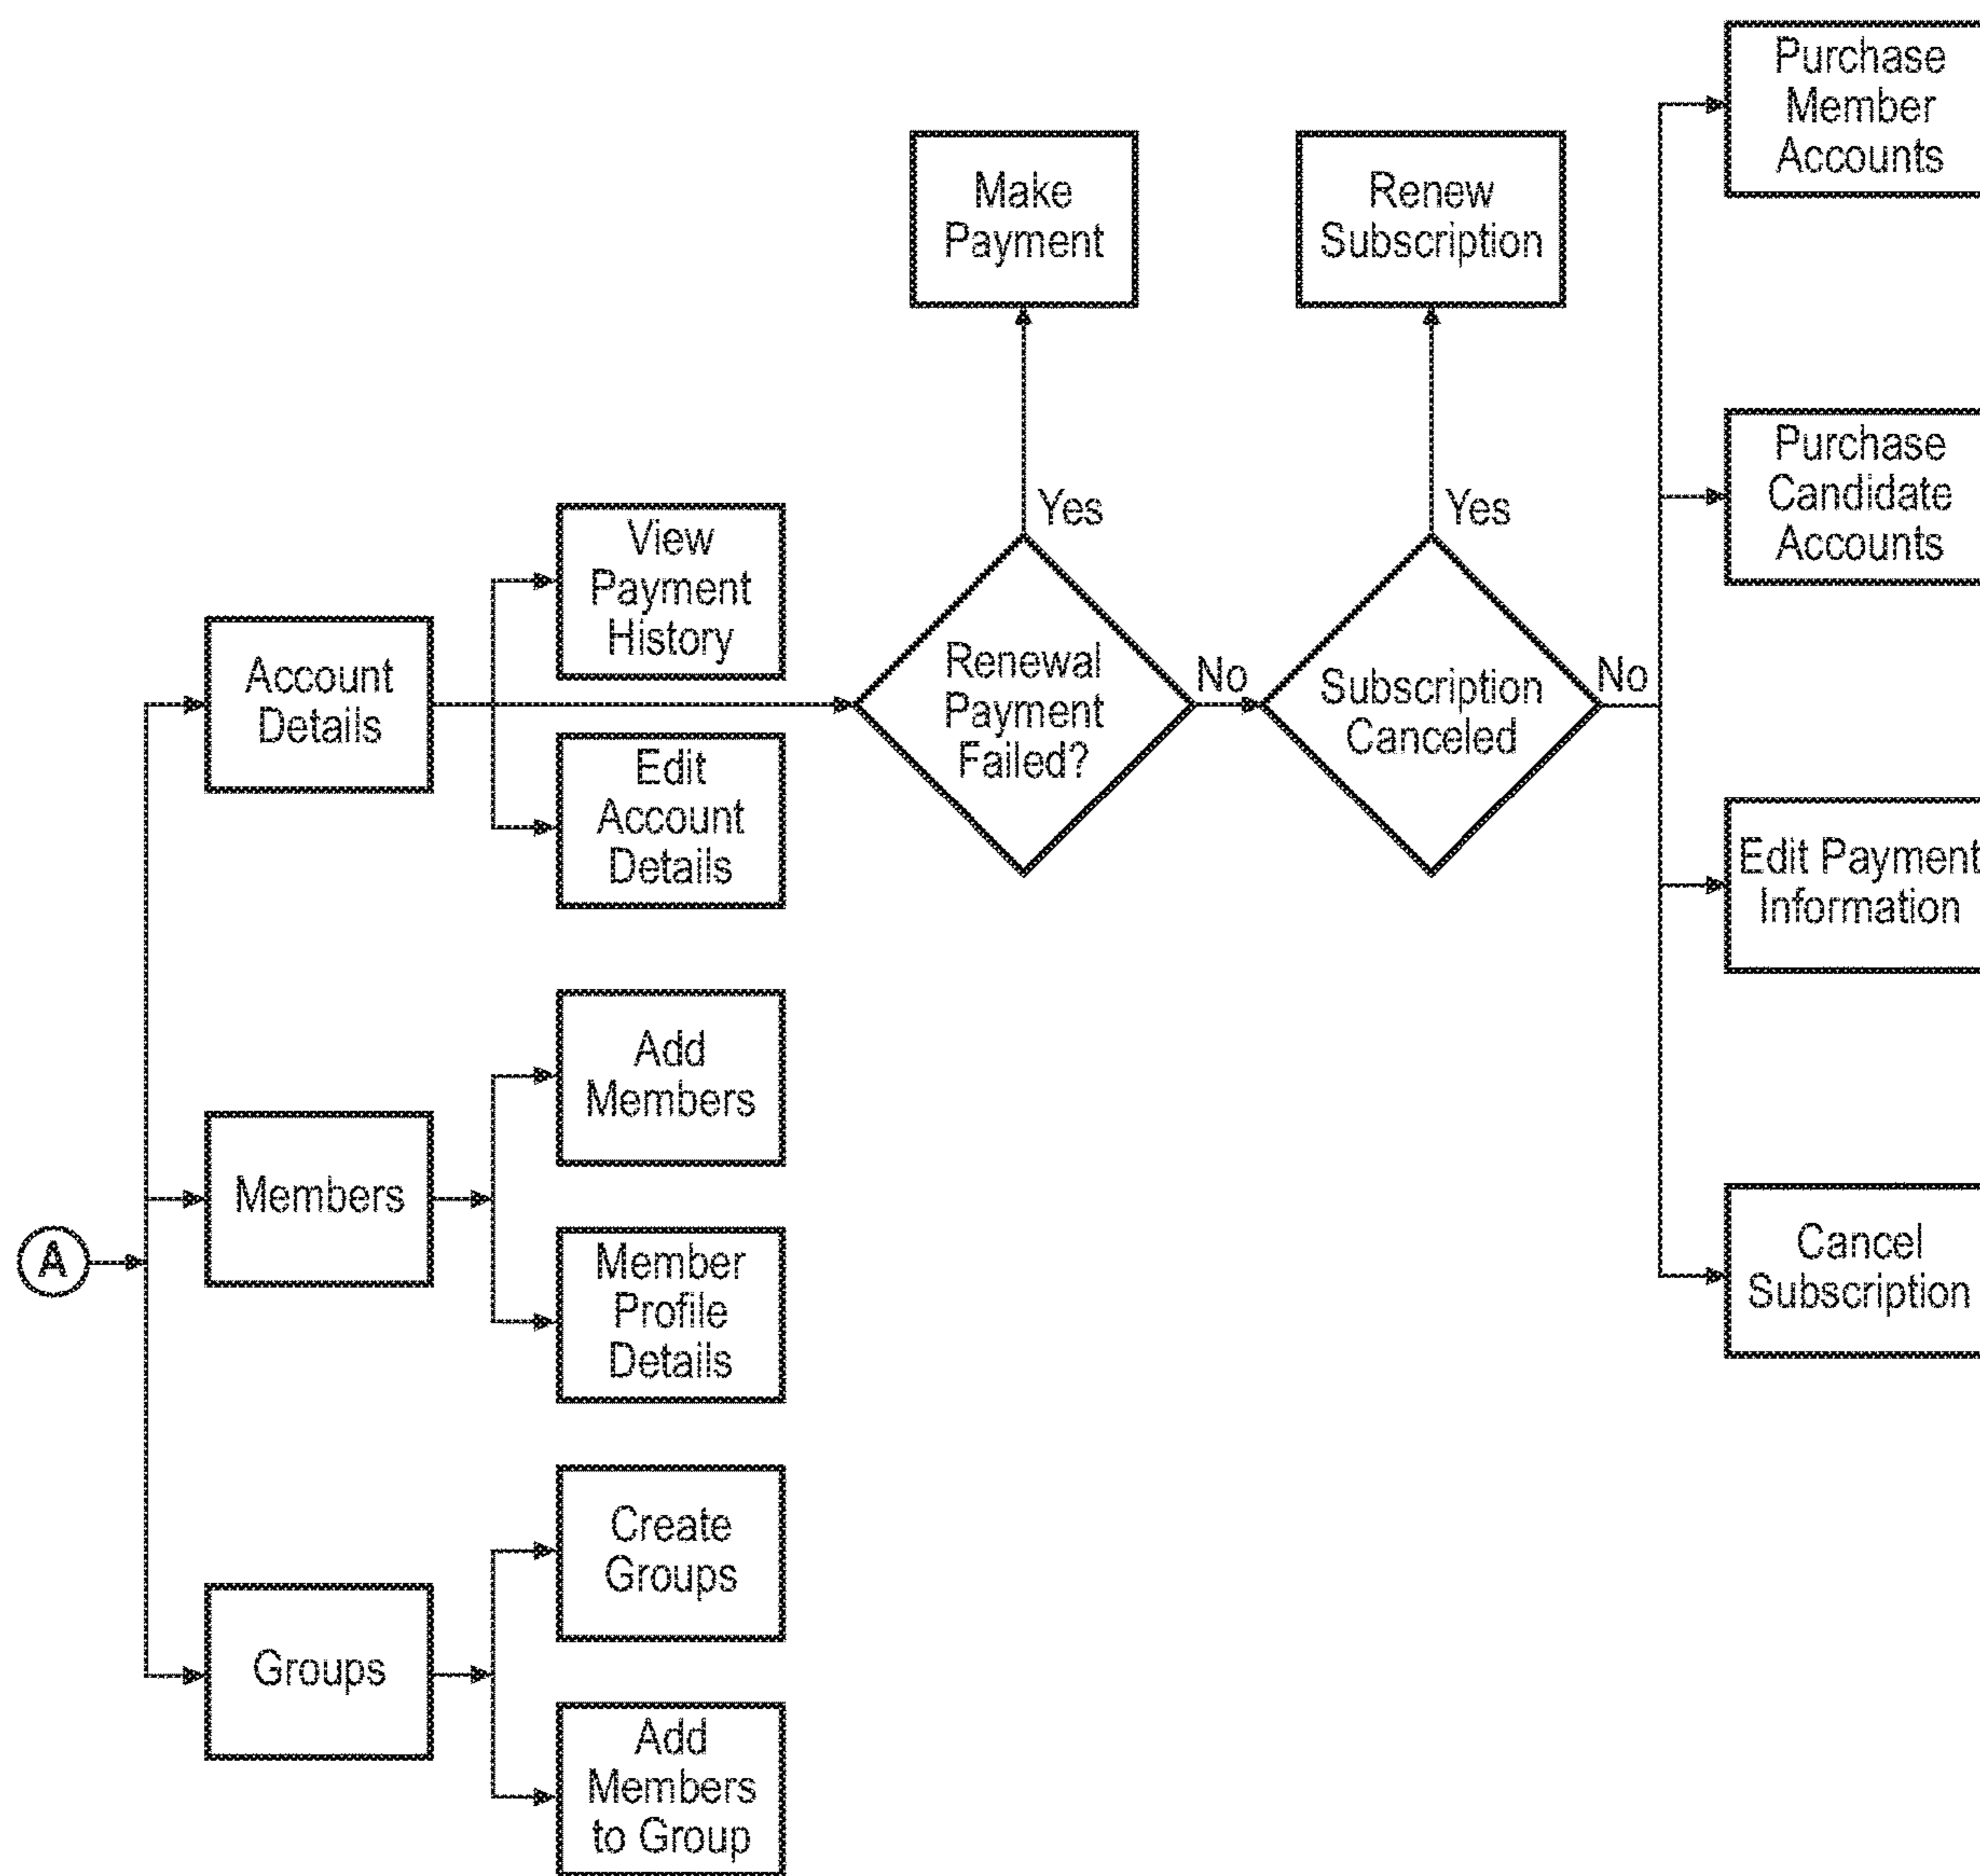 Purchase
Member
Accounts
Make
Payment
Renew
Subscription
Purchase
Candidate
Accounts
Yes
Yes
View
Payment
History
Account
Details
Renewal
Payment
Failed?
No
Subscription
Canceled
No
Edit
Account
Details
Edit Payment
Information
Add
Members
Members
A
Member
Profile
Details
Cancel
Subscription
Create
Groups
Groups
Add
Members
to Group